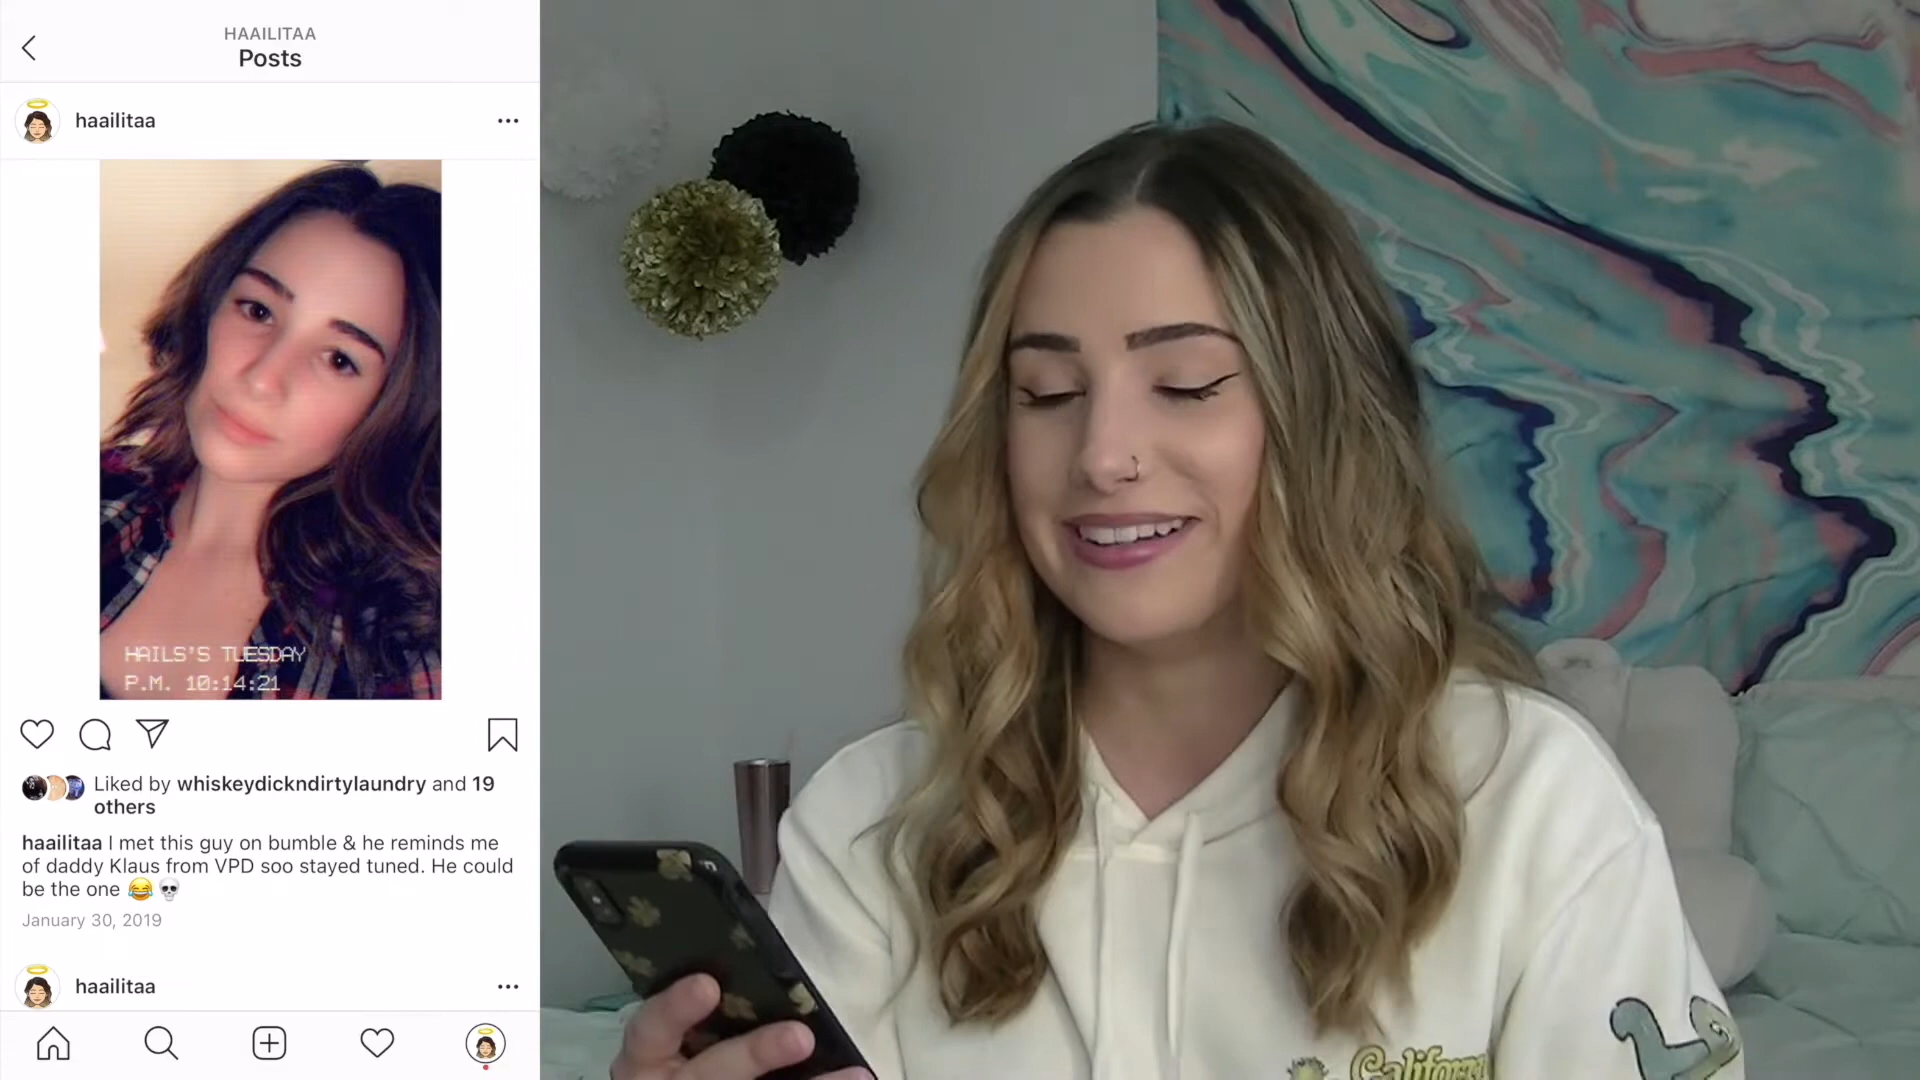 HAAILITAA
Posts
haailitaa
HAILS'S TUESDAY
P.M. 10:14:21
Liked by whiskeydickndirtylaundry and 19
others
haailitaa I met this guy on bumble & he reminds me
of daddy Klaus from VPD soo stayed tuned. He could
be the one 😂💀
January 30, 2019
haailitaa